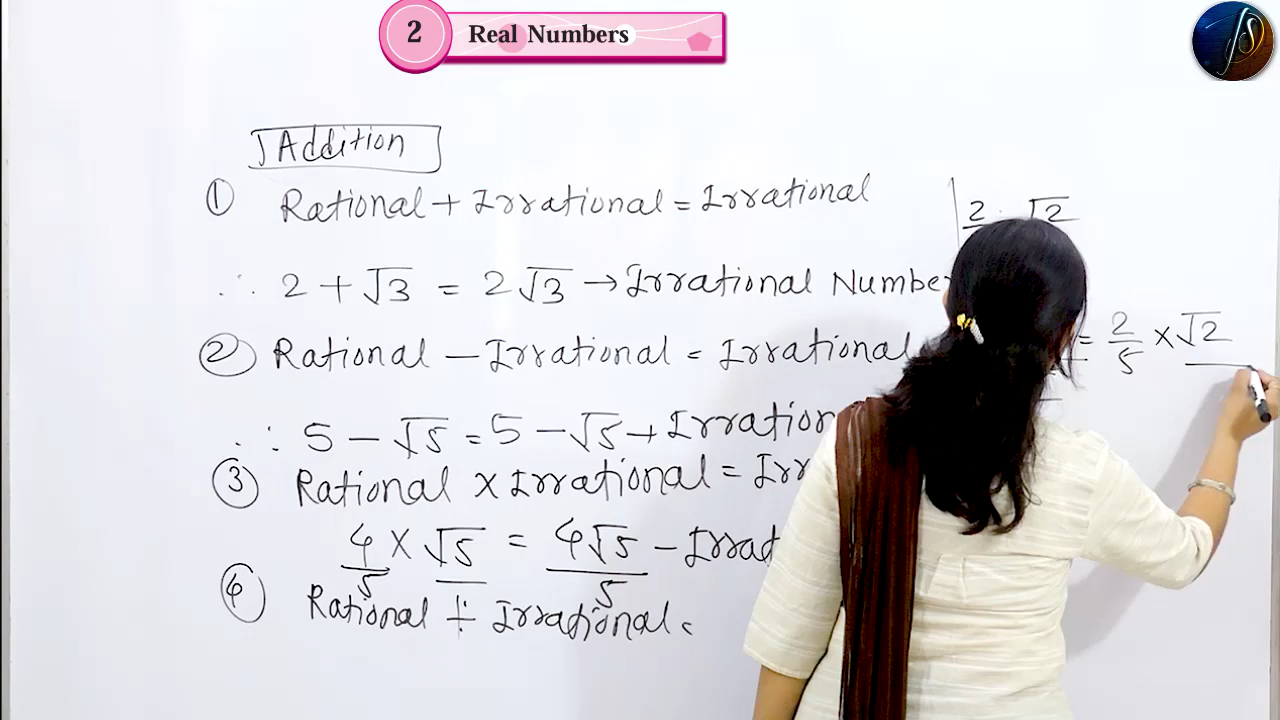 2 Real Numbers
Addition
① Rational + Irrational = Irrational
∴ 2 + √3 = 2√3 → Irrational Number
② Rational – Irrational = Irrational
∴ 5 – √5 = 5 – √5 → Irration
③ Rational × Irrational = Irr
4/5 × √5 = 4√5/5 – Irrat
④ Rational ÷ Irrational =
2 √2
= 2/5 × √2